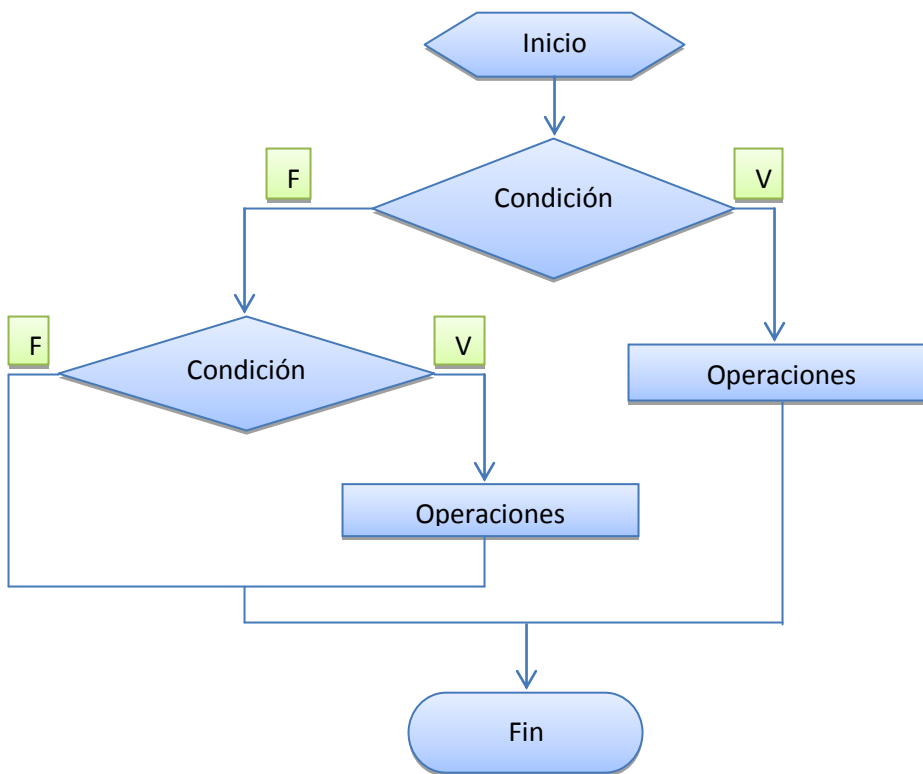 Inicio
F
V
Condición
F
V
Condición
Operaciones
Operaciones
Fin